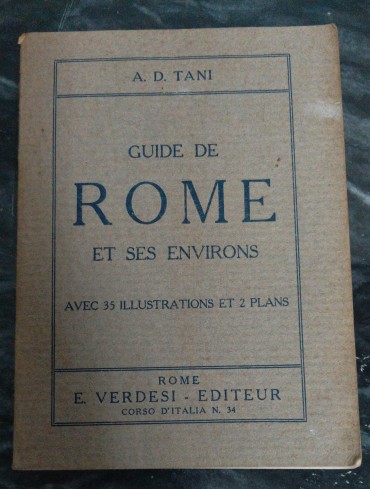 A. D. TANI
GUIDE DE
ROME
ET SES ENVIRONS
AVEC 35 ILLUSTRATIONS ET 2 PLANS
ROME
E. VERDESI - EDITEUR
CORSO D'ITALIA N. 34